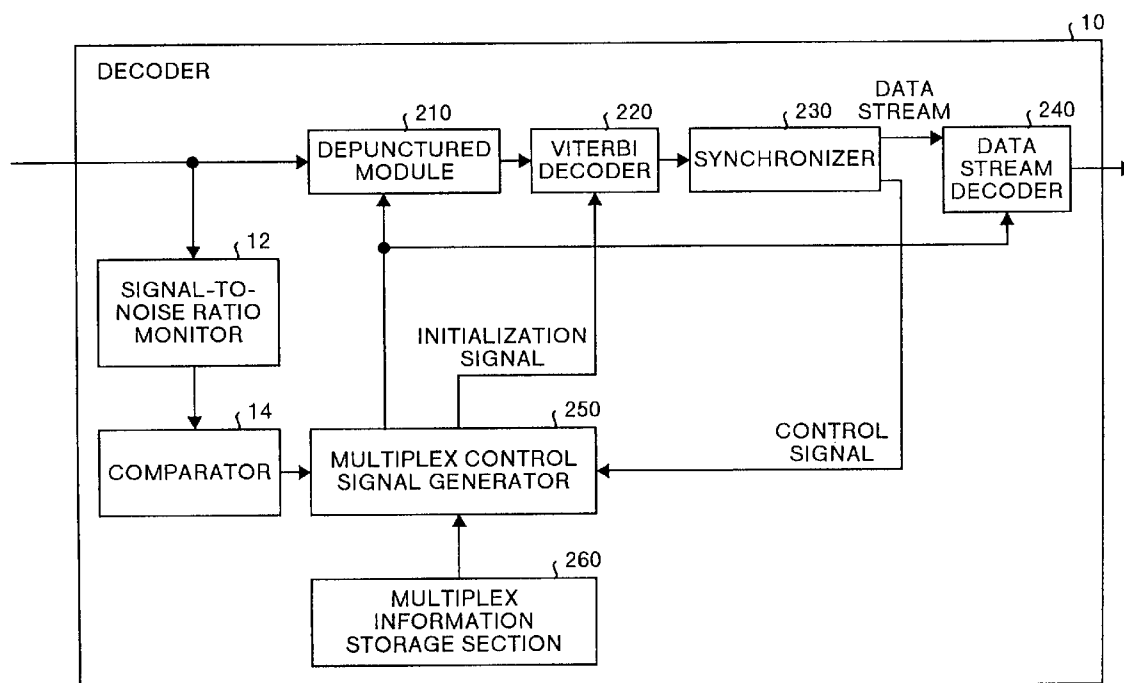 10
DECODER
210
DEPUNCTURED
MODULE
220
VITERBI
DECODER
230
SYNCHRONIZER
DATA
STREAM
240
DATA
STREAM
DECODER
12
SIGNAL-TO-
NOISE RATIO
MONITOR
INITIALIZATION
SIGNAL
14
COMPARATOR
250
MULTIPLEX CONTROL
SIGNAL GENERATOR
CONTROL
SIGNAL
260
MULTIPLEX
INFORMATION
STORAGE SECTION